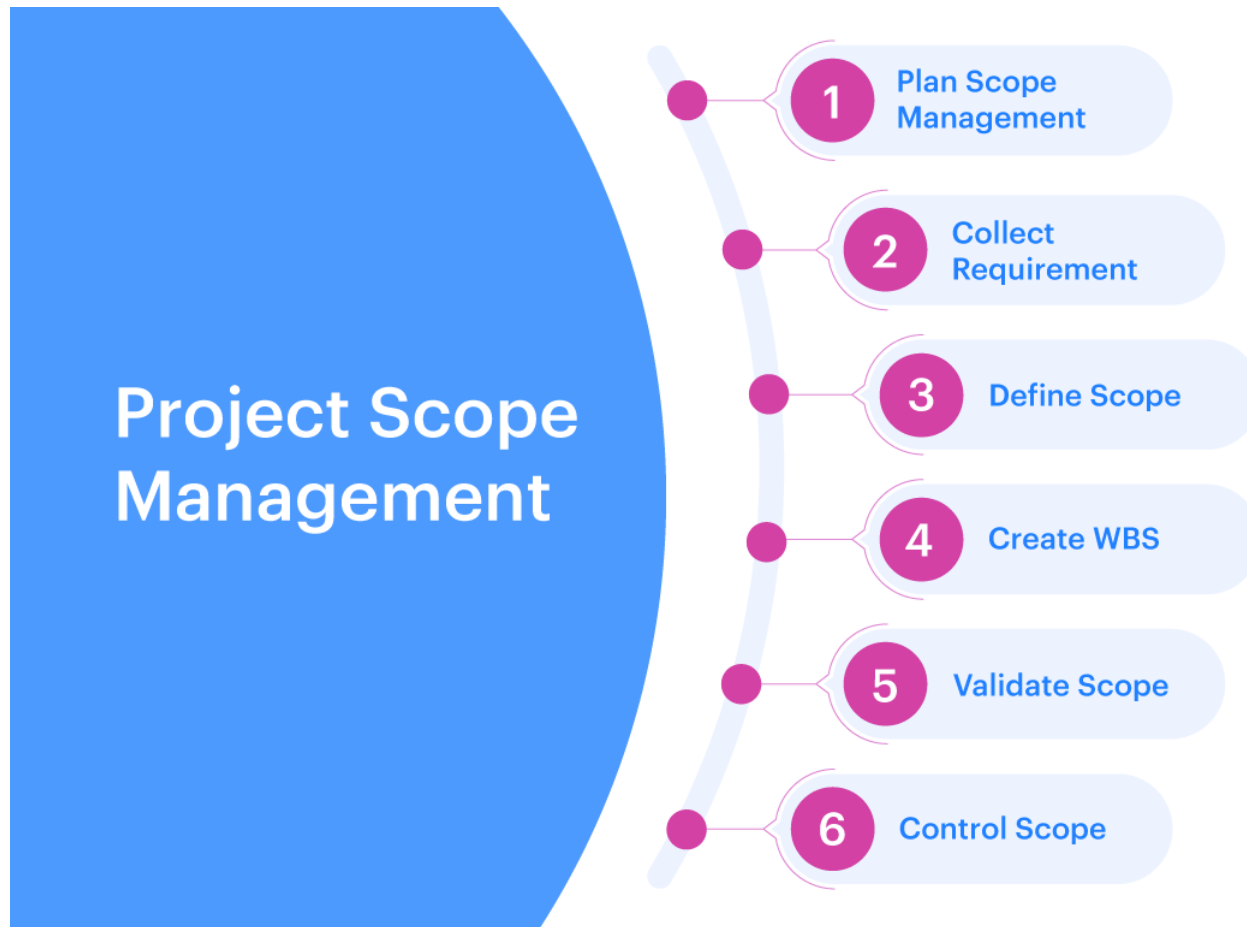 Project Scope
Management
1
Plan Scope
Management
2
Collect
Requirement
3
Define Scope
4
Create WBS
5
Validate Scope
6
Control Scope